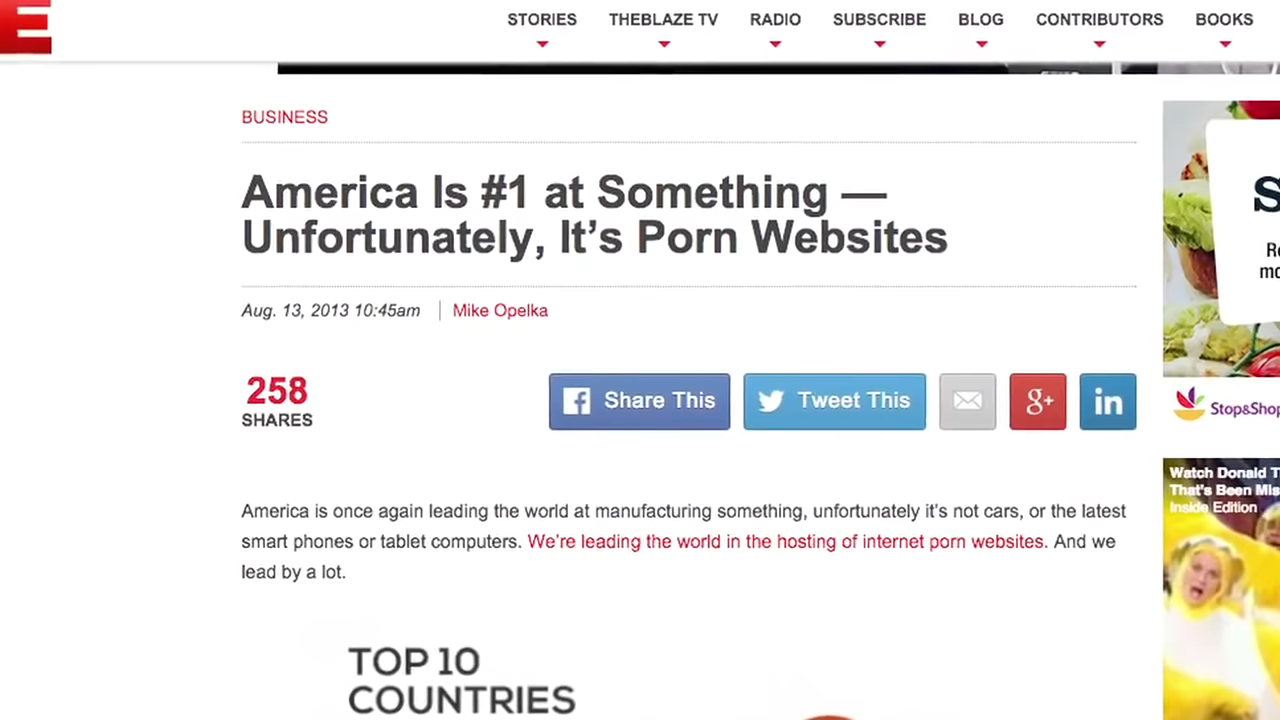 E
STORIES THEBLAZE TV RADIO SUBSCRIBE BLOG CONTRIBUTORS BOOKS
BUSINESS
America Is #1 at Something —
Unfortunately, It’s Porn Websites
Aug. 13, 2013 10:45am Mike Opelka
258
SHARES
Share This
Tweet This
g+
in
America is once again leading the world at manufacturing something, unfortunately it’s not cars, or the latest
smart phones or tablet computers. We’re leading the world in the hosting of internet porn websites. And we
lead by a lot.
TOP 10
COUNTRIES
S
Stop&Shop
Watch Donald T
That's Been Mis
Inside Edition